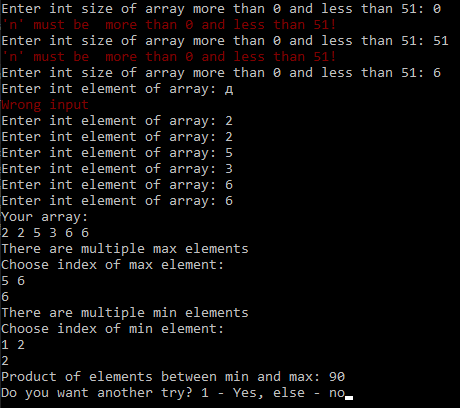 Enter int size of array more than 0 and less than 51: 0
'n' must be  more than 0 and less than 51!
Enter int size of array more than 0 and less than 51: 51
'n' must be  more than 0 and less than 51!
Enter int size of array more than 0 and less than 51: 6
Enter int element of array: д
Wrong input
Enter int element of array: 2
Enter int element of array: 2
Enter int element of array: 5
Enter int element of array: 3
Enter int element of array: 6
Enter int element of array: 6
Your array:
2 2 5 3 6 6
There are multiple max elements
Choose index of max element:
5 6
6
There are multiple min elements
Choose index of min element:
1 2
2
Product of elements between min and max: 90
Do you want another try? 1 - Yes, else - no